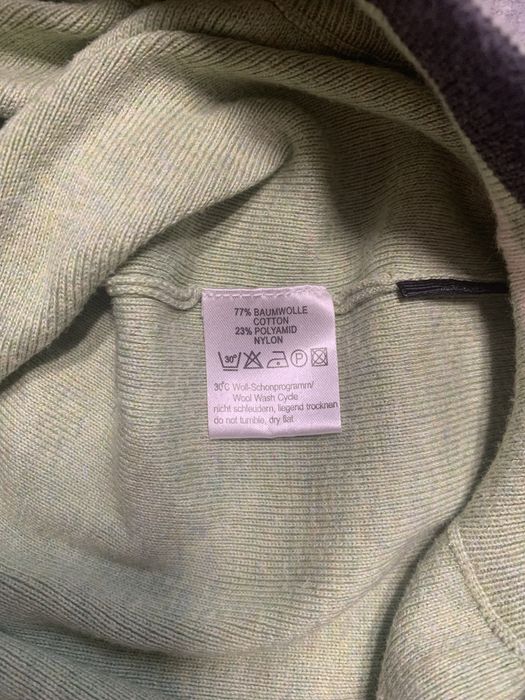 77% BAUMWOLLE
COTTON
23% POLYAMID
NYLON
30° P
30°C Woll-Schonprogramm/
Wool Wash Cycle
nicht schleudern, liegend trocknen
do not tumble, dry flat